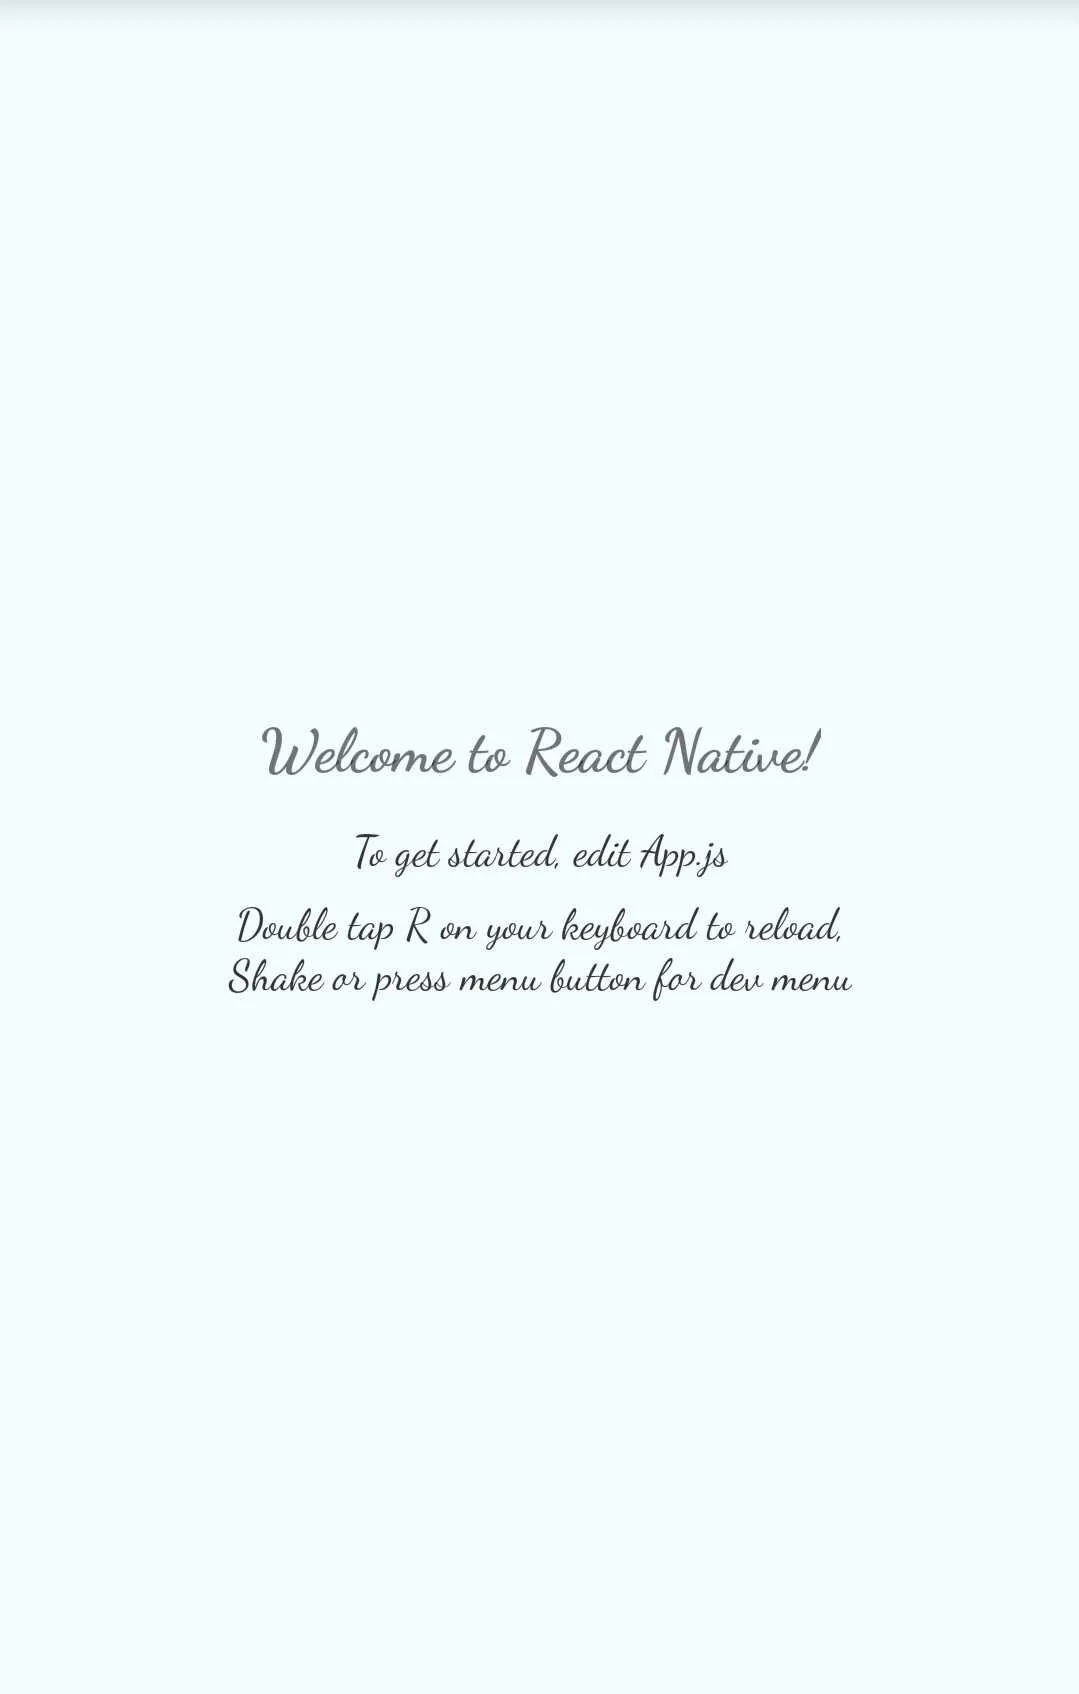 Welcome to React Native!
To get started, edit App.js
Double tap R on your keyboard to reload,
Shake or press menu button for dev menu